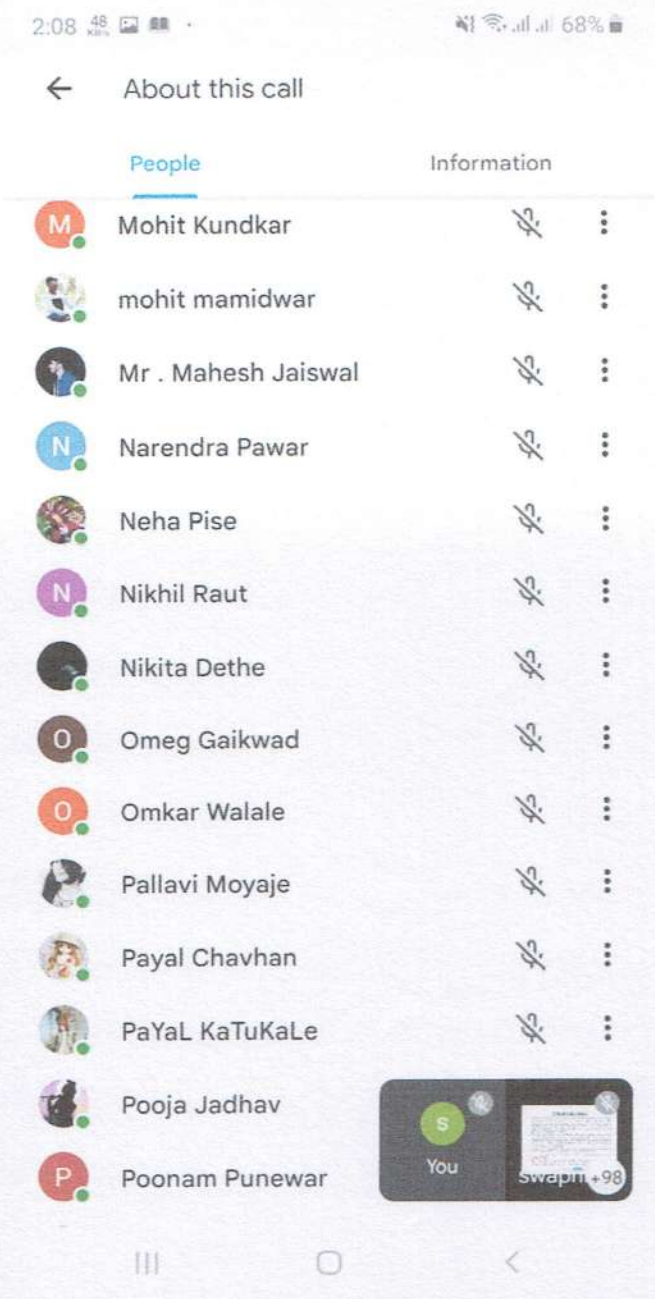 2:08 48 KB/s 68%
About this call
People Information
M Mohit Kundkar
mohit mamidwar
Mr . Mahesh Jaiswal
N Narendra Pawar
Neha Pise
N Nikhil Raut
Nikita Dethe
O Omeg Gaikwad
O Omkar Walale
Pallavi Moyaje
Payal Chavhan
PaYaL KaTuKaLe
Pooja Jadhav
S
You
+98
P Poonam Punewar